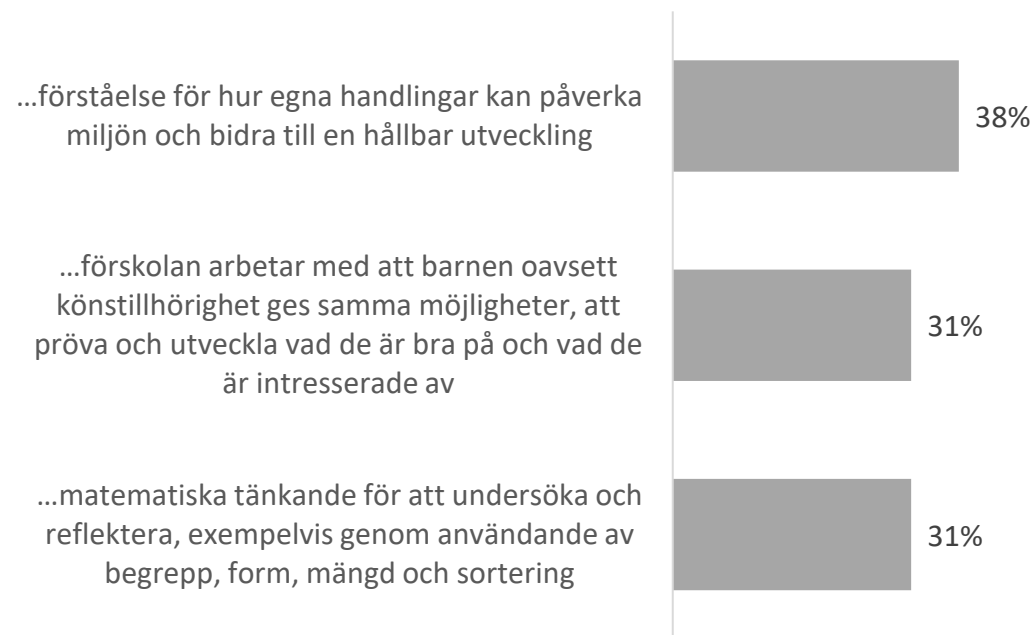 …förståelse för hur egna handlingar kan påverka
miljön och bidra till en hållbar utveckling
38%
…förskolan arbetar med att barnen oavsett
könstillhörighet ges samma möjligheter, att
pröva och utveckla vad de är bra på och vad de
är intresserade av
31%
…matematiska tänkande för att undersöka och
reflektera, exempelvis genom användande av
begrepp, form, mängd och sortering
31%